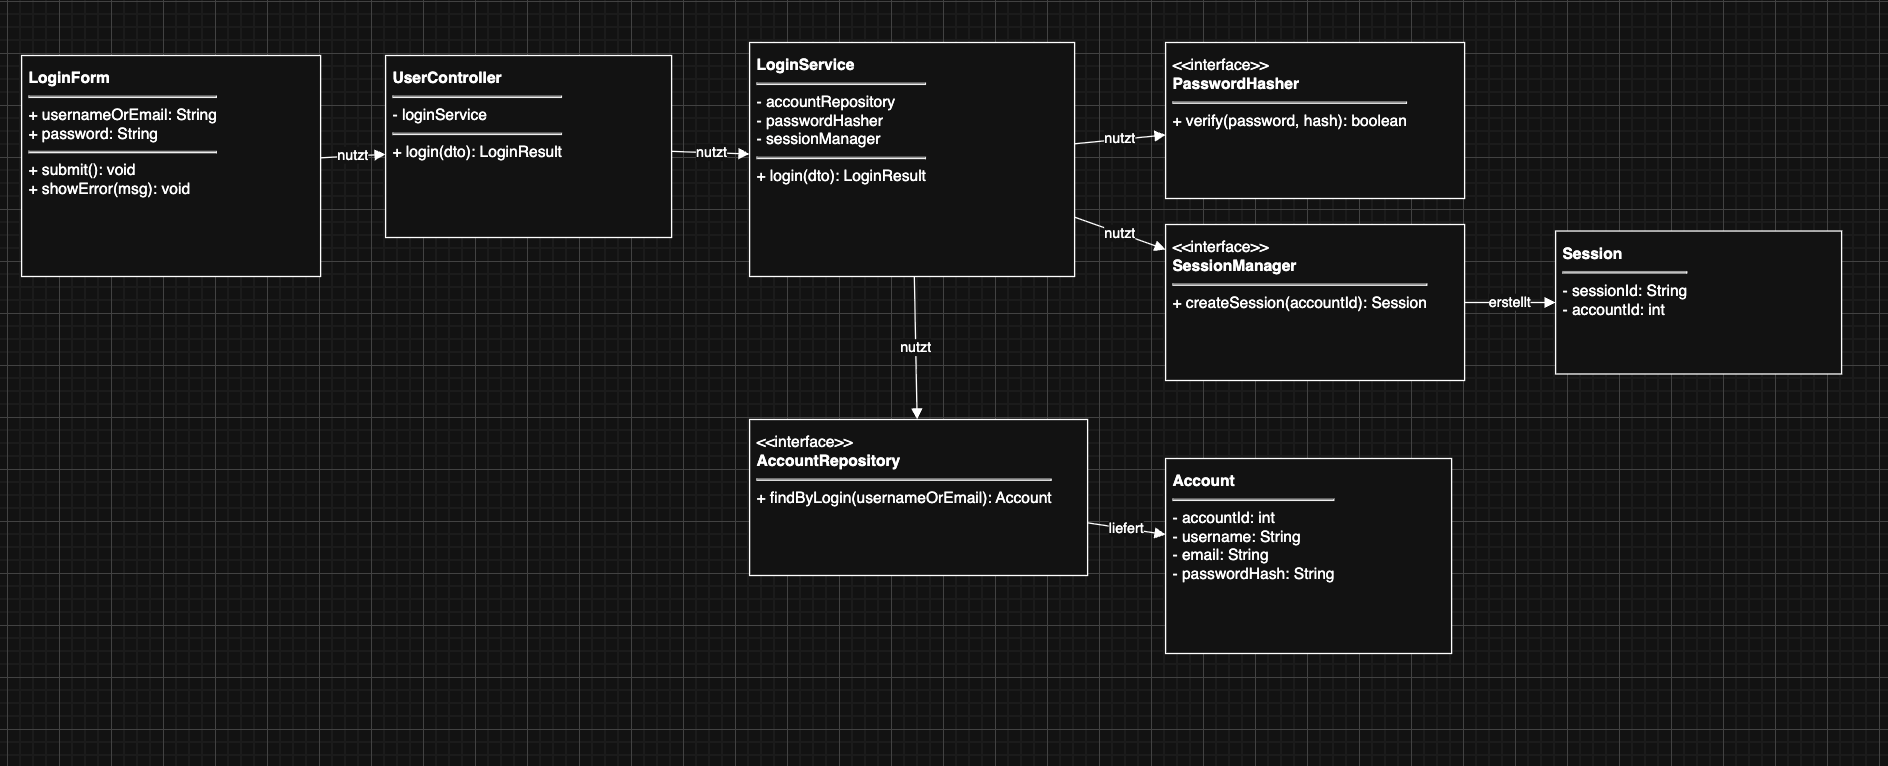 LoginForm
+ usernameOrEmail: String
+ password: String
+ submit(): void
+ showError(msg): void
nutzt
UserController
- loginService
+ login(dto): LoginResult
nutzt
LoginService
- accountRepository
- passwordHasher
- sessionManager
+ login(dto): LoginResult
nutzt
<<interface>>
PasswordHasher
+ verify(password, hash): boolean
nutzt
<<interface>>
SessionManager
+ createSession(accountId): Session
erstellt
Session
- sessionId: String
- accountId: int
nutzt
<<interface>>
AccountRepository
+ findByLogin(usernameOrEmail): Account
liefert
Account
- accountId: int
- username: String
- email: String
- passwordHash: String